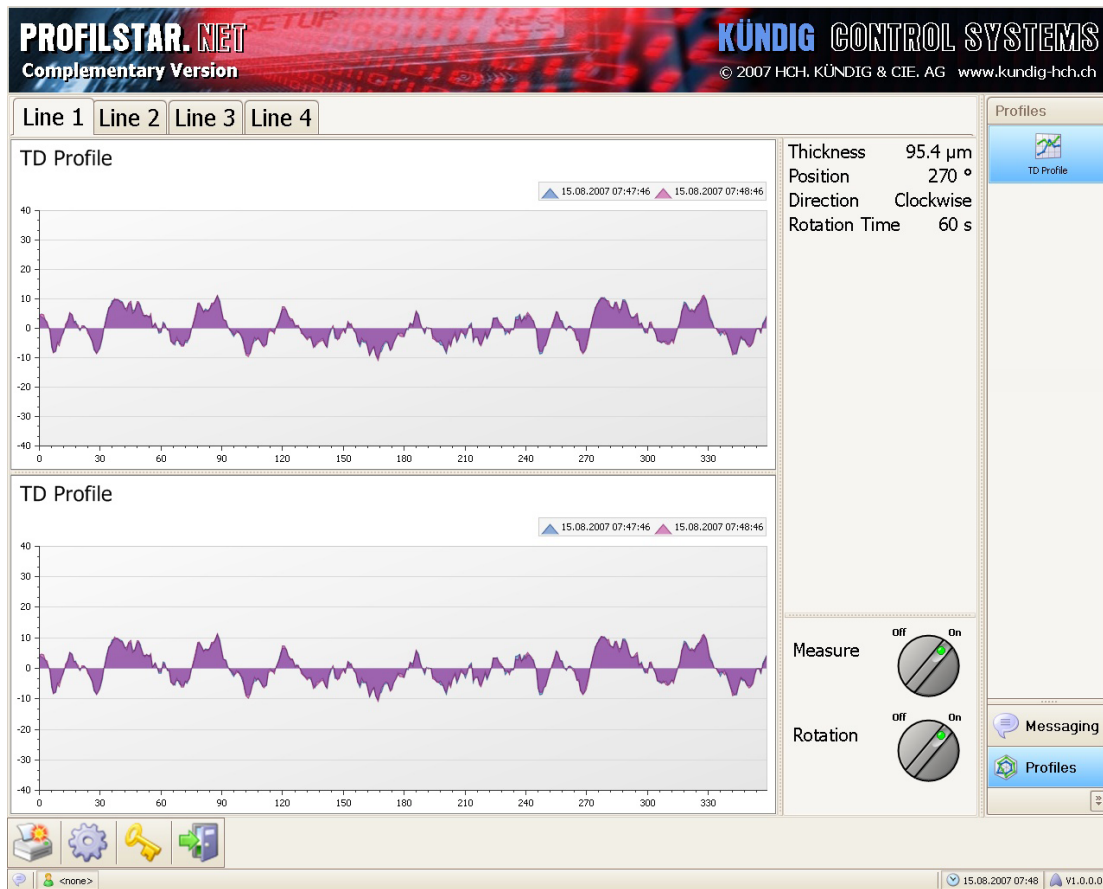 PROFILSTAR. NET
Complementary Version
SETUP
KÜNDIG CONTROL SYSTEMS
© 2007 HCH. KÜNDIG & CIE. AG www.kundig-hch.ch
Line 1 Line 2 Line 3 Line 4
Profiles
TD Profile
TD Profile
15.08.2007 07:47:46 15.08.2007 07:48:46
40
30
20
10
0
-10
-20
-30
-40
0 30 60 90 120 150 180 210 240 270 300 330
Thickness 95.4 µm
Position 270 °
Direction Clockwise
Rotation Time 60 s
TD Profile
15.08.2007 07:47:46 15.08.2007 07:48:46
40
30
20
10
0
-10
-20
-30
-40
0 30 60 90 120 150 180 210 240 270 300 330
Off On
Measure
Off On
Rotation
Messaging
Profiles
<none>
15.08.2007 07:48 V1.0.0.0